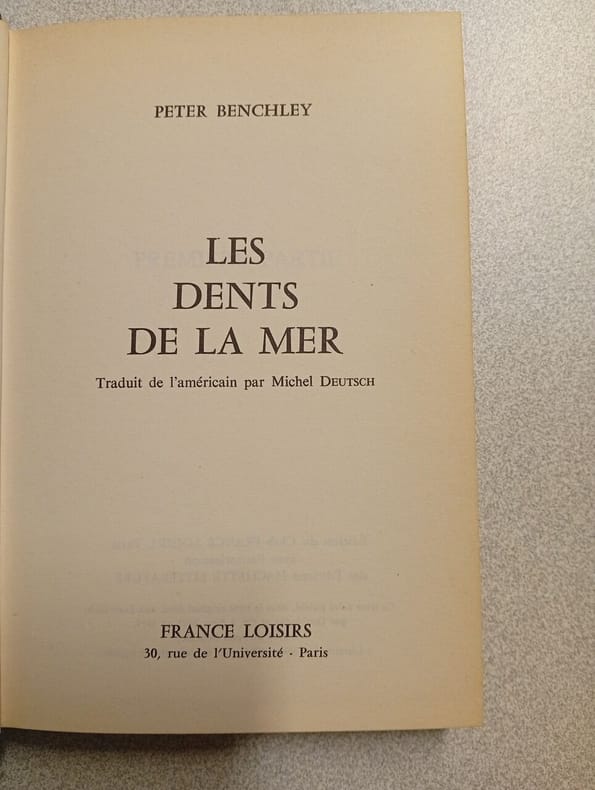 PETER BENCHLEY
LES
DENTS
DE LA MER
Traduit de l'américain par Michel DEUTSCH
FRANCE LOISIRS
30, rue de l'Université - Paris